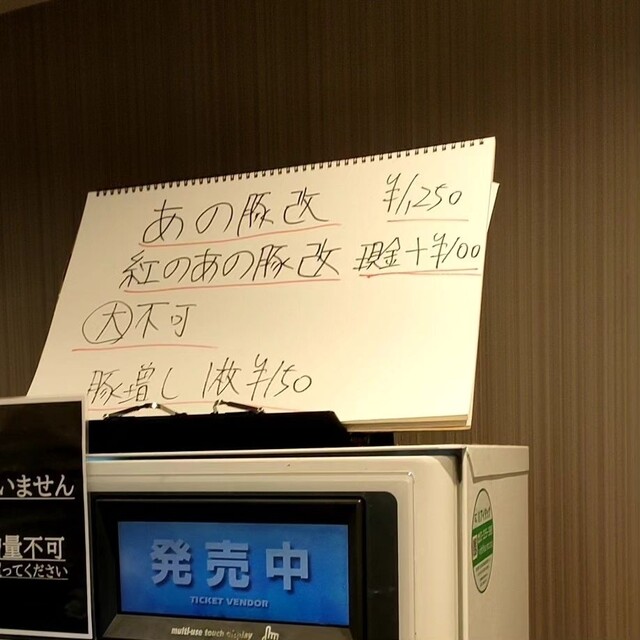 あの豚改 ¥1,250
紅のあの豚改 現金+¥100
大不可
豚増し 1枚¥150
いません
量不可
ってください
発売中
TICKET VENDOR
multi-use touch display